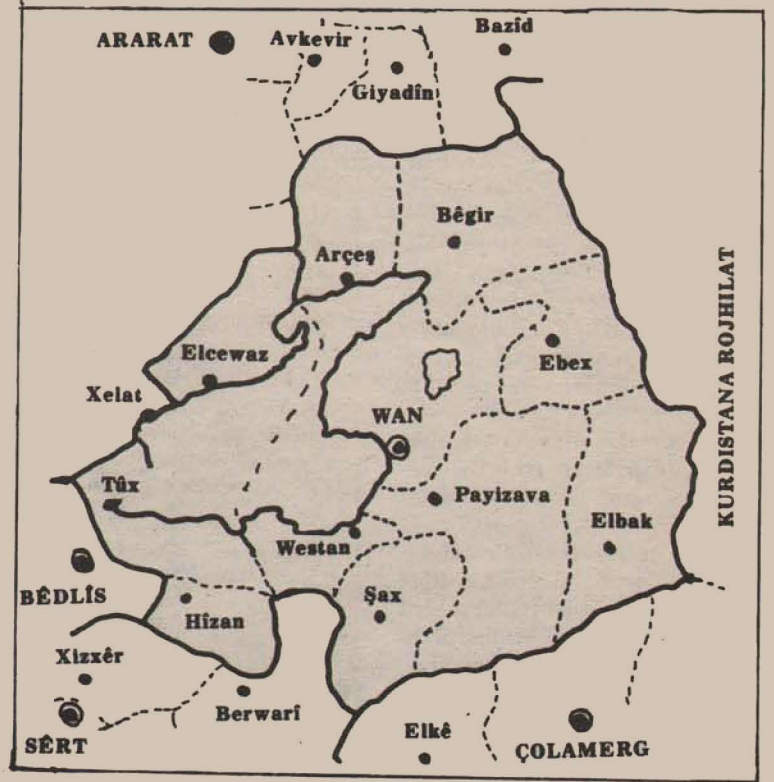 ARARAT
Avkevir
Bazîd
Giyadîn
Bêgir
Arçeş
KURDISTANA ROJHILAT
Elcewaz
Ebex
Xelat
WAN
Tûx
Payizava
Elbak
Westan
BÊDLÎS
Hîzan
Şax
Xizxêr
Berwarî
SÊRT
Elkê
ÇOLAMERG